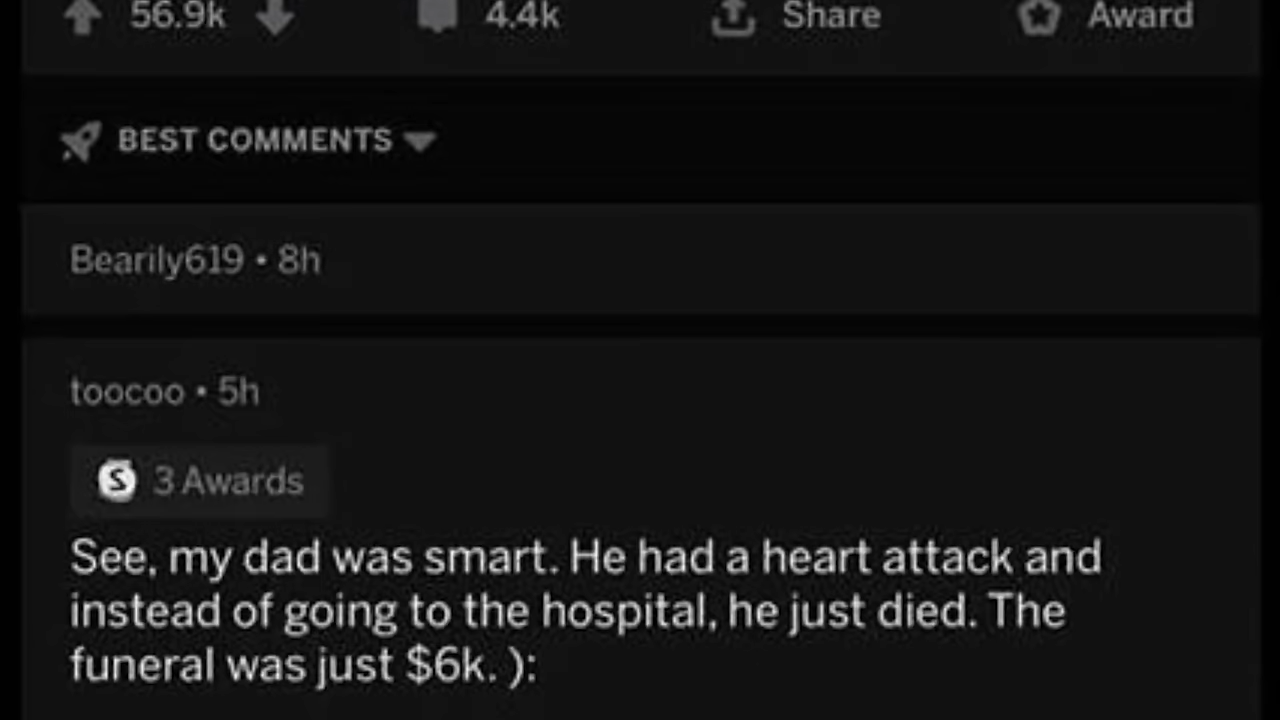 56.9k 4.4k Share Award
BEST COMMENTS
Bearily619 • 8h
toocoo • 5h
S 3 Awards
See, my dad was smart. He had a heart attack and
instead of going to the hospital, he just died. The
funeral was just $6k. ):